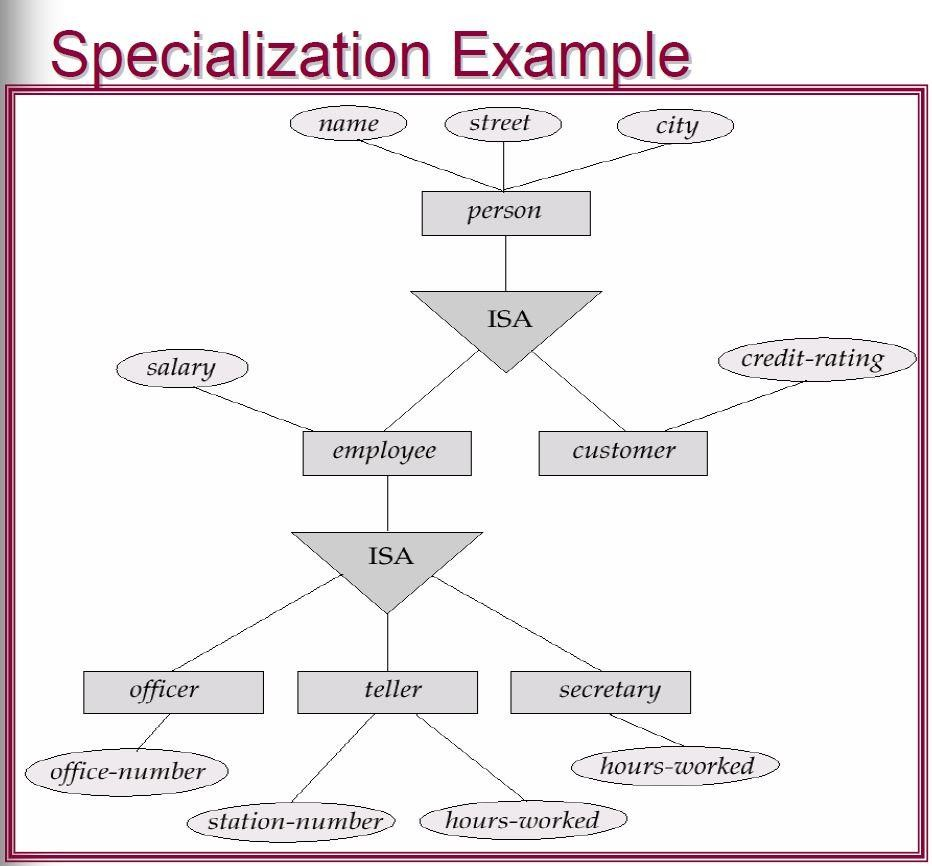 Specialization Example
name street city
person
ISA
salary credit-rating
employee customer
ISA
officer teller secretary
office-number hours-worked
station-number hours-worked